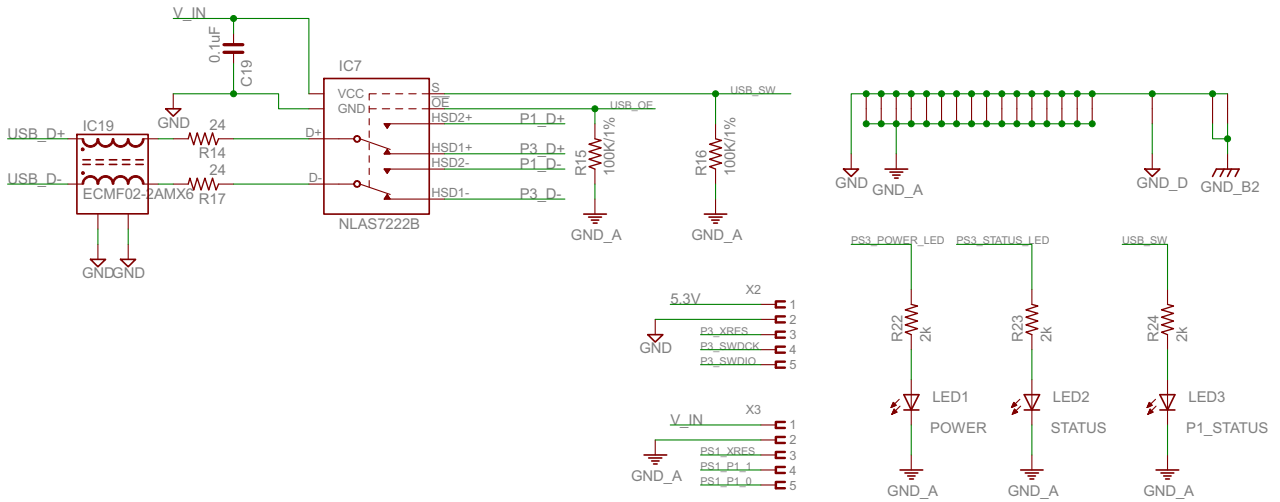 V_IN
0.1uF
C19
IC7
VCC
GND
S
OE
HSD2+
HSD1+
HSD2-
HSD1-
D+
D-
NLAS7222B
GND
USB_D+
USB_D-
IC19
ECMF02-2AMX6
24
R14
24
R17
GND
GND
USB_SW
USB_OE
P1_D+
P3_D+
P1_D-
P3_D-
R15
100K/1%
GND_A
R16
100K/1%
GND_A
GND
GND_A
GND_D
GND_B2
PS3_POWER_LED
PS3_STATUS_LED
USB_SW
R22
2k
R23
2k
R24
2k
LED1
POWER
LED2
STATUS
LED3
P1_STATUS
GND_A
GND_A
GND_A
X2
5.3V
1
2
GND
P3_XRES
3
P3_SWDCK
4
P3_SWDIO
5
X3
V_IN
1
2
GND_A
PS1_XRES
3
PS1_P1_1
4
PS1_P1_0
5